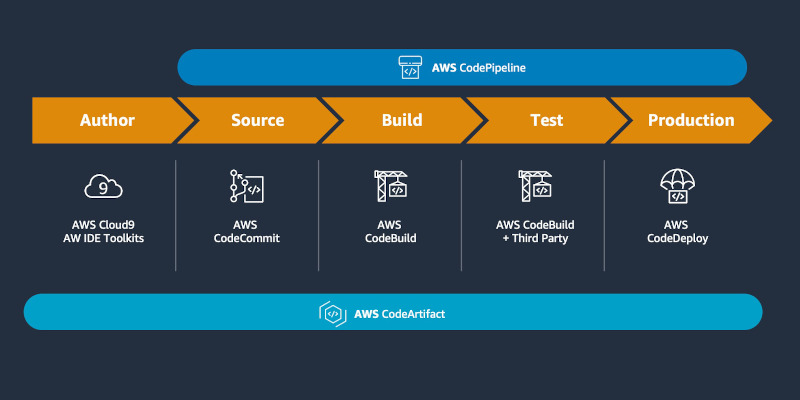 AWS CodePipeline
Author
Source
Build
Test
Production
9
AWS Cloud9
AW IDE Toolkits
AWS
CodeCommit
AWS
CodeBuild
AWS CodeBuild
+ Third Party
AWS
CodeDeploy
AWS CodeArtifact